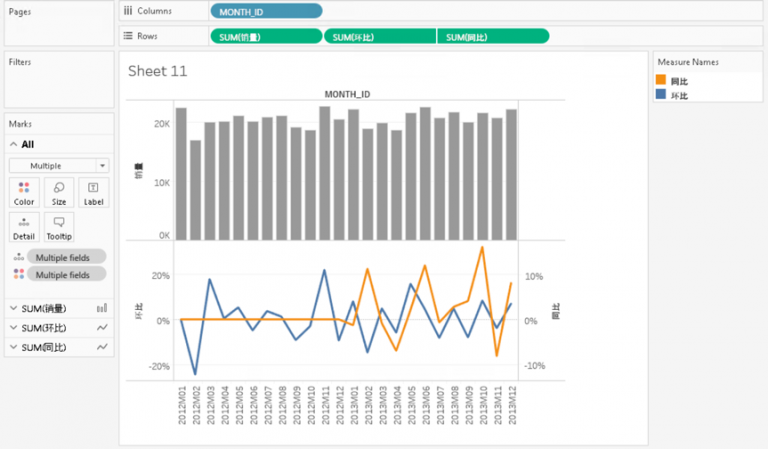 Pages
Columns
MONTH_ID
Rows
SUM(销量)
SUM(环比)
SUM(同比)
Filters
Marks
All
Multiple
Color
Size
Label
Detail
Tooltip
Multiple fields
Multiple fields
SUM(销量)
SUM(环比)
SUM(同比)
Sheet 11
MONTH_ID
销量
20K
10K
0K
环比
20%
0%
-20%
同比
10%
0%
-10%
2012M01
2012M02
2012M03
2012M04
2012M05
2012M06
2012M07
2012M08
2012M09
2012M10
2012M11
2012M12
2013M01
2013M02
2013M03
2013M04
2013M05
2013M06
2013M07
2013M08
2013M09
2013M10
2013M11
2013M12
Measure Names
同比
环比